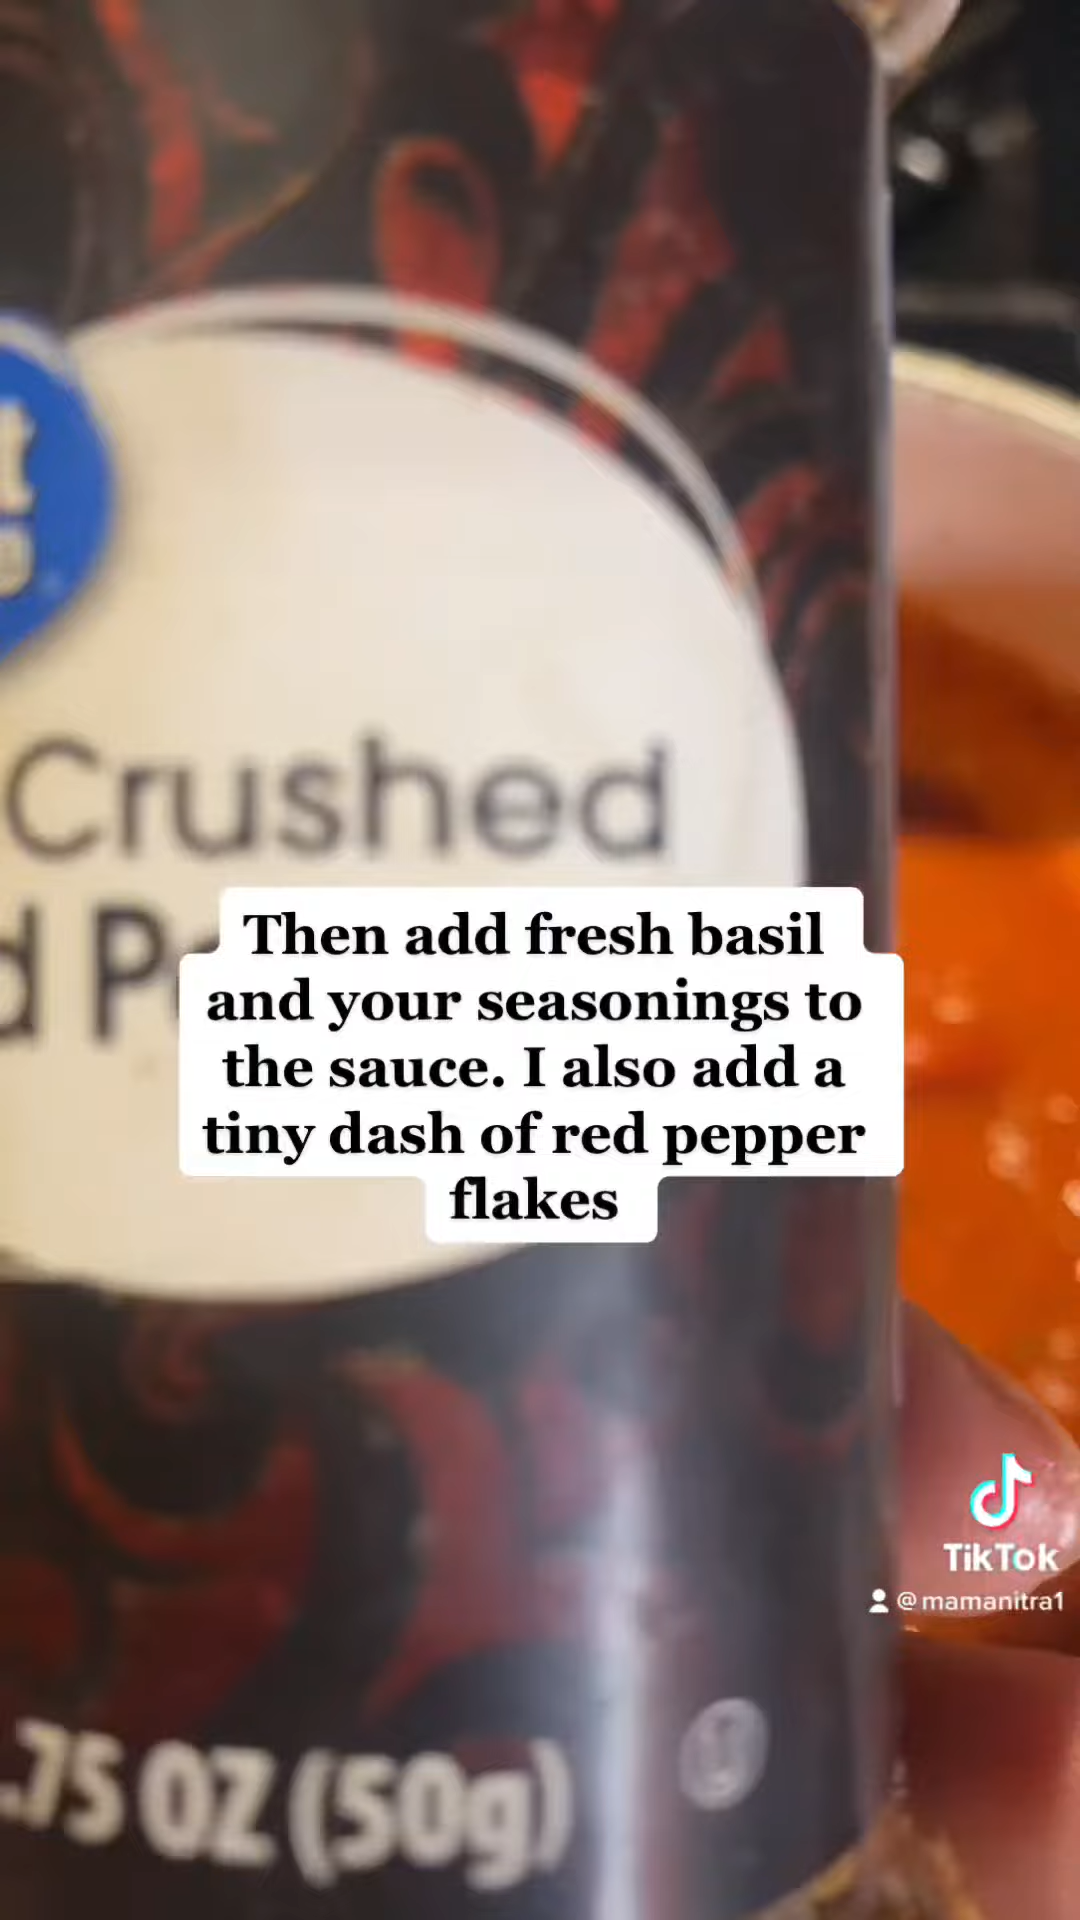 Crushed
Then add fresh basil
and your seasonings to
the sauce. I also add a
tiny dash of red pepper
flakes
TikTok
@mamanitra1
.75 OZ (50g)